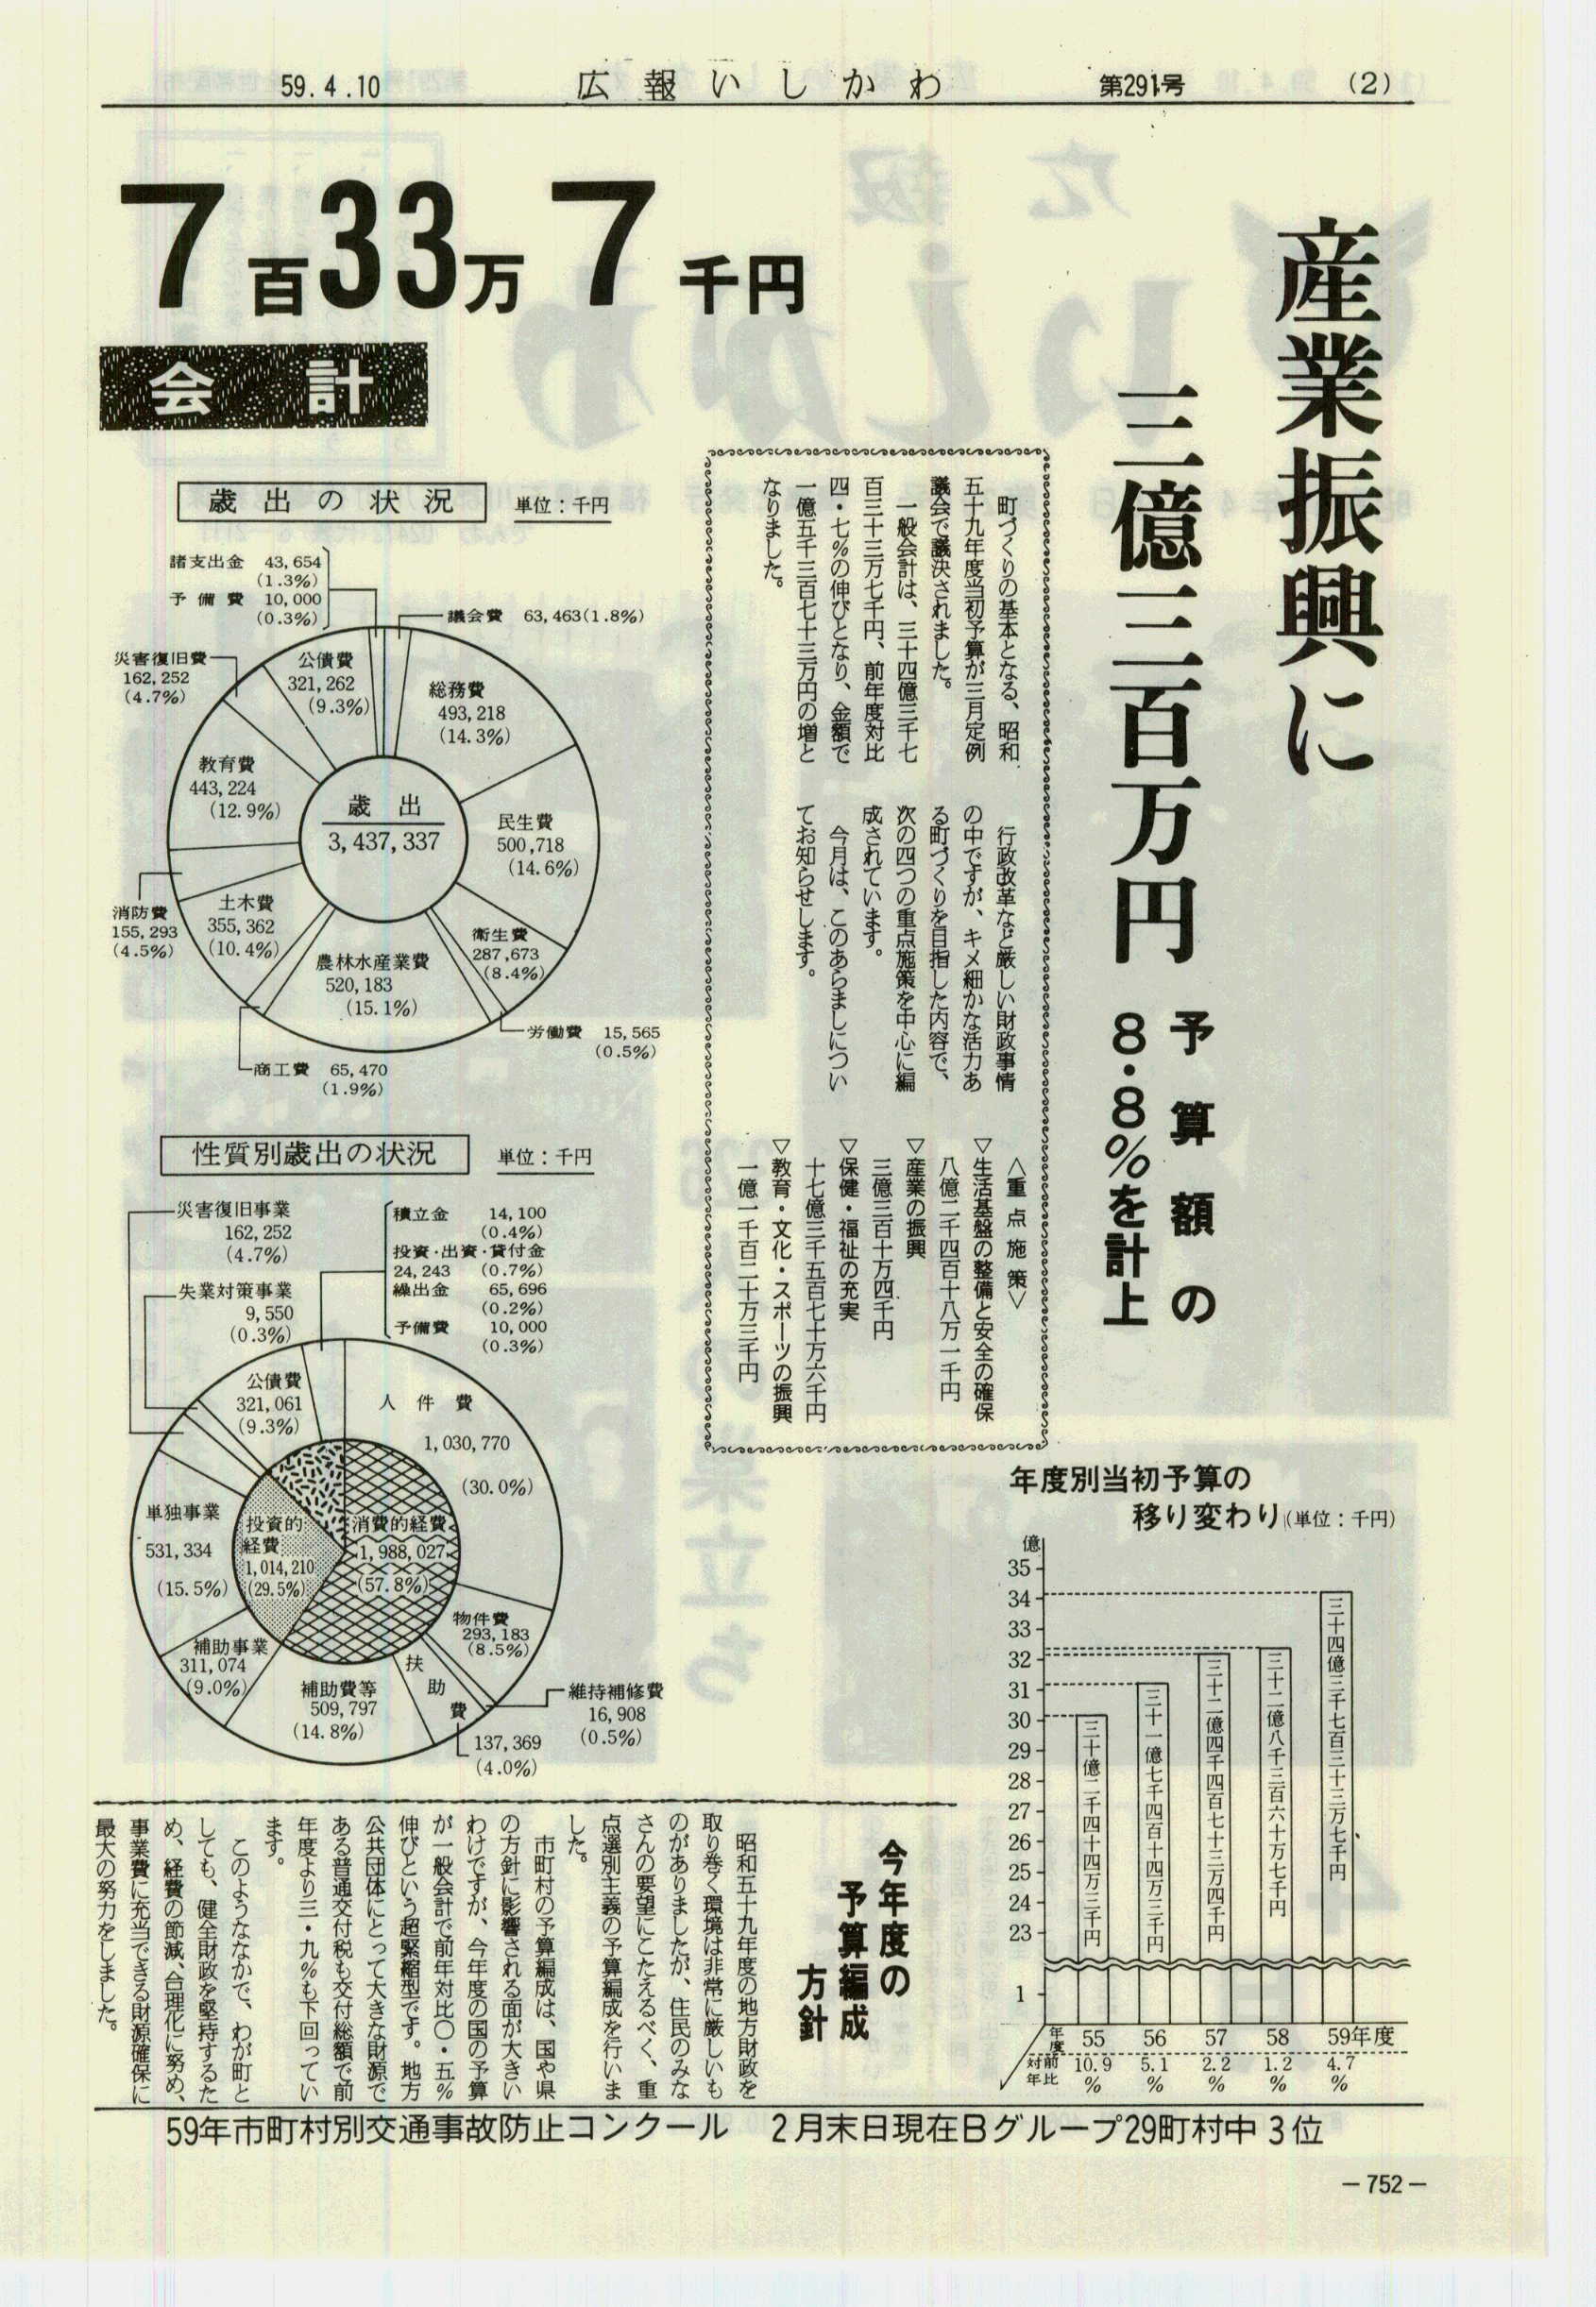 59.4.10
広報いしかわ
第291号
(2)
7百33万7千円
会計
産業振興に
三億三百万円
予算額の
8・8％を計上
町づくりの基本となる、昭和
五十九年度当初予算が三月定例
議会で議決されました。
一般会計は、三十四億三千七
百三十三万七千円、前年度対比
四・七％の伸びとなり、金額で
一億五千三百七十三万円の増と
なりました。
行政改革など厳しい財政事情
の中ですが、キメ細かな活力あ
る町づくりを目指した内容で、
次の四つの重点施策を中心に編
成されています。
今月は、このあらましについ
てお知らせします。
＜重点施策＞
▽生活基盤の整備と安全の確保
八億二千四百十八万一千円
▽産業の振興
三億三百十万四千円
▽保健・福祉の充実
十七億三千五百七十万六千円
▽教育・文化・スポーツの振興
一億一千百二十万三千円
歳出の状況
単位：千円
諸支出金 43,654
(1.3%)
予備費 10,000
(0.3%)
議会費 63,463(1.8%)
総務費
493,218
(14.3%)
民生費
500,718
(14.6%)
衛生費
287,673
(8.4%)
労働費 15,565
(0.5%)
農林水産業費
520,183
(15.1%)
商工費 65,470
(1.9%)
土木費
355,362
(10.4%)
消防費
155,293
(4.5%)
教育費
443,224
(12.9%)
災害復旧費
162,252
(4.7%)
公債費
321,262
(9.3%)
歳出
3,437,337
性質別歳出の状況
単位：千円
災害復旧事業
162,252
(4.7%)
失業対策事業
9,550
(0.3%)
積立金 14,100
(0.4%)
投資・出資・貸付金
24,243 (0.7%)
繰出金 65,696
(0.2%)
予備費 10,000
(0.3%)
公債費
321,061
(9.3%)
人件費
1,030,770
(30.0%)
単独事業
531,334
(15.5%)
投資的
経費
1,014,210
(29.5%)
消費的経費
1,988,027
(57.8%)
物件費
293,183
(8.5%)
維持補修費
16,908
(0.5%)
扶助費
137,369
(4.0%)
補助費等
509,797
(14.8%)
補助事業
311,074
(9.0%)
年度別当初予算の
移り変わり(単位：千円)
億
35
34
33
32
31
30
29
28
27
26
25
24
23
1
三十億二千四十四万三千円
三十一億七千四百十四万三千円
三十二億四千四百七十三万四千円
三十二億八千三百六十万七千円
三十四億三千七百三十三万七千円
年度 55 56 57 58 59年度
対前年比 10.9% 5.1% 2.2% 1.2% 4.7%
今年度の
予算編成
方針
昭和五十九年度の地方財政を
取り巻く環境は非常に厳しいも
のがありましたが、住民のみな
さんの要望にこたえるべく、重
点選別主義の予算編成を行いま
した。
市町村の予算編成は、国や県
の方針に影響される面が大きい
わけですが、今年度の国の予算
が一般会計で前年対比〇・五％
伸びという超緊縮型です。地方
公共団体にとって大きな財源で
ある普通交付税も交付総額で前
年度より三・九％も下回ってい
ます。
このようななかで、わが町と
しても、健全財政を堅持するた
め、経費の節減、合理化に努め、
事業費に充当できる財源確保に
最大の努力をしました。
59年市町村別交通事故防止コンクール 2月末日現在Bグループ29町村中3位
－752－